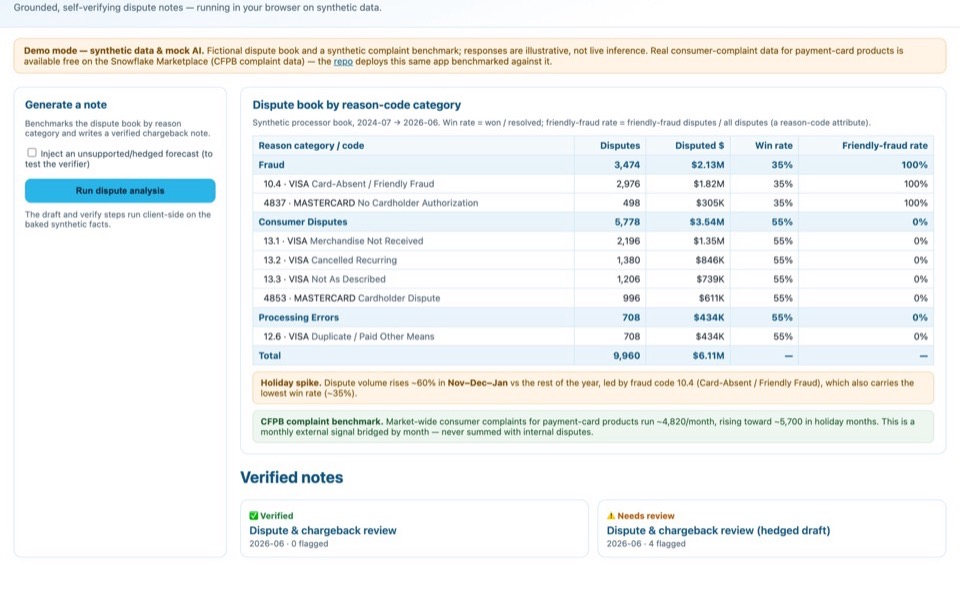 Grounded, self-verifying dispute notes — running in your browser on synthetic data.
Demo mode — synthetic data & mock AI. Fictional dispute book and a synthetic complaint benchmark; responses are illustrative, not live inference. Real consumer-complaint data for payment-card products is
available free on the Snowflake Marketplace (CFPB complaint data) — the repo deploys this same app benchmarked against it.
Generate a note
Benchmarks the dispute book by reason
category and writes a verified chargeback note.
Inject an unsupported/hedged forecast (to
test the verifier)
Run dispute analysis
The draft and verify steps run client-side on the
baked synthetic facts.
Dispute book by reason-code category
Synthetic processor book, 2024-07 → 2026-06. Win rate = won / resolved; friendly-fraud rate = friendly-fraud disputes / all disputes (a reason-code attribute).
Reason category / code Disputes Disputed $ Win rate Friendly-fraud rate
Fraud 3,474 $2.13M 35% 100%
10.4 · VISA Card-Absent / Friendly Fraud 2,976 $1.82M 35% 100%
4837 · MASTERCARD No Cardholder Authorization 498 $305K 35% 100%
Consumer Disputes 5,778 $3.54M 55% 0%
13.1 · VISA Merchandise Not Received 2,196 $1.35M 55% 0%
13.2 · VISA Cancelled Recurring 1,380 $846K 55% 0%
13.3 · VISA Not As Described 1,206 $739K 55% 0%
4853 · MASTERCARD Cardholder Dispute 996 $611K 55% 0%
Processing Errors 708 $434K 55% 0%
12.6 · VISA Duplicate / Paid Other Means 708 $434K 55% 0%
Total 9,960 $6.11M — —
Holiday spike. Dispute volume rises ~60% in Nov–Dec–Jan vs the rest of the year, led by fraud code 10.4 (Card-Absent / Friendly Fraud), which also carries the
lowest win rate (~35%).
CFPB complaint benchmark. Market-wide consumer complaints for payment-card products run ~4,820/month, rising toward ~5,700 in holiday months. This is a
monthly external signal bridged by month — never summed with internal disputes.
Verified notes
✅ Verified
Dispute & chargeback review
2026-06 · 0 flagged
⚠️ Needs review
Dispute & chargeback review (hedged draft)
2026-06 · 4 flagged